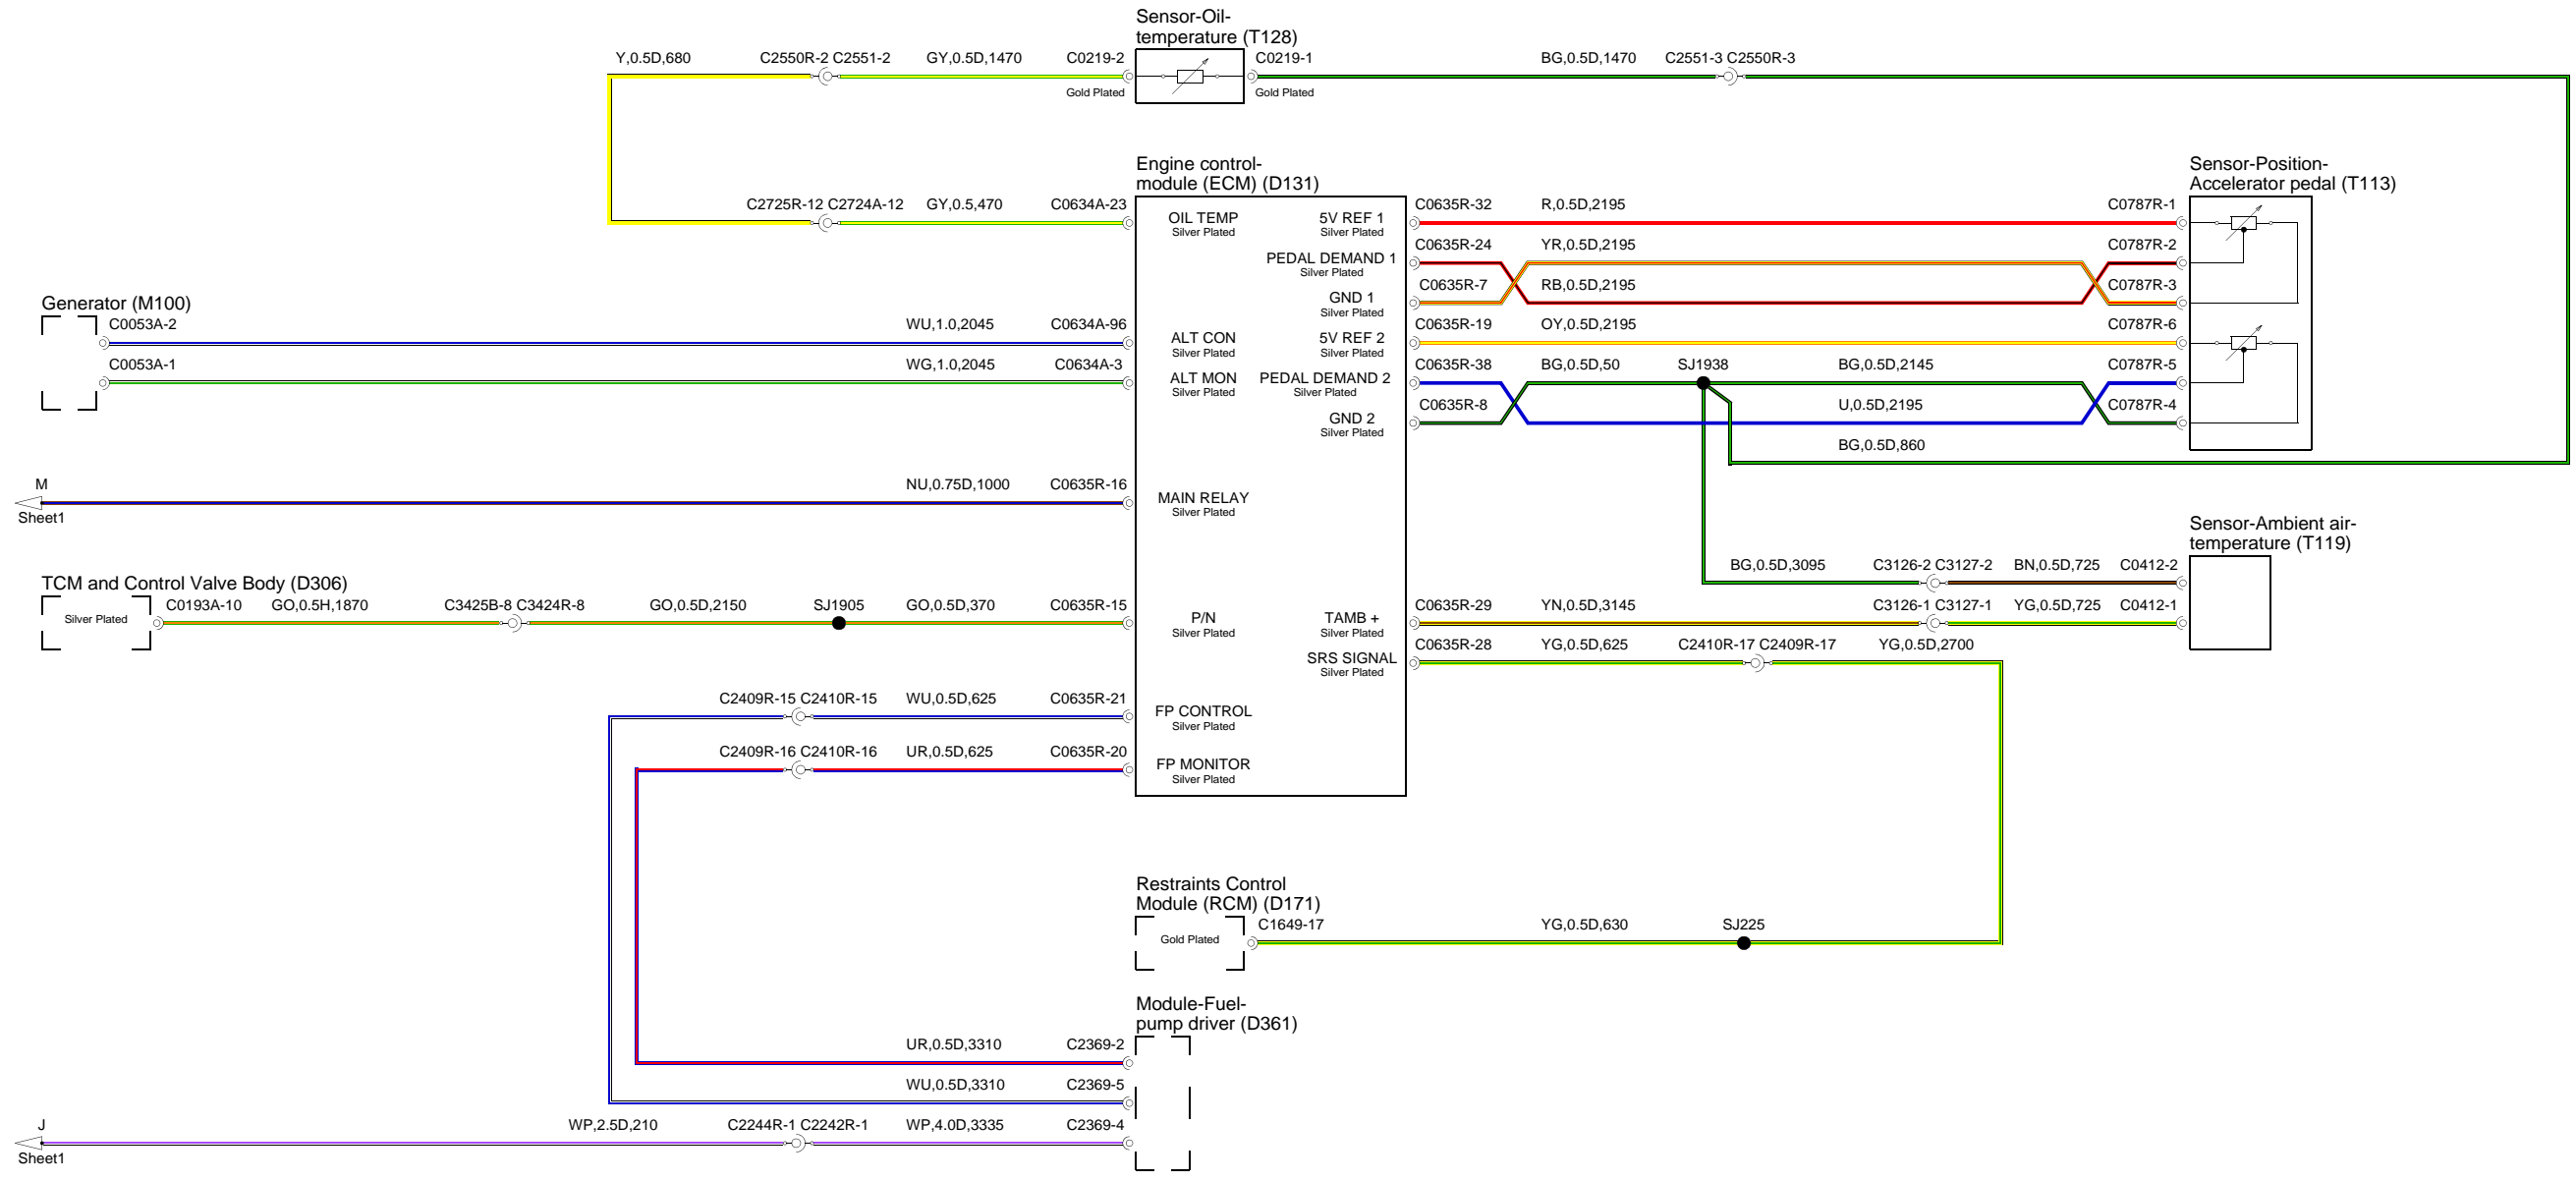 Sensor-Oil-
temperature (T128)
Y,0.5D,680
C2550R-2 C2551-2
GY,0.5D,1470
C0219-2
C0219-1
BG,0.5D,1470
C2551-3 C2550R-3
Gold Plated
Gold Plated
Engine control-
module (ECM) (D131)
Sensor-Position-
Accelerator pedal (T113)
C2725R-12 C2724A-12
GY,0.5,470
C0634A-23
OIL TEMP
Silver Plated
5V REF 1
Silver Plated
C0635R-32
R,0.5D,2195
C0787R-1
C0635R-24
YR,0.5D,2195
C0787R-2
PEDAL DEMAND 1
Silver Plated
C0635R-7
RB,0.5D,2195
C0787R-3
GND 1
Silver Plated
Generator (M100)
C0053A-2
WU,1.0,2045
C0634A-96
ALT CON
Silver Plated
5V REF 2
Silver Plated
C0635R-19
OY,0.5D,2195
C0787R-6
C0053A-1
WG,1.0,2045
C0634A-3
ALT MON
Silver Plated
PEDAL DEMAND 2
Silver Plated
C0635R-38
BG,0.5D,50
SJ1938
BG,0.5D,2145
C0787R-5
C0635R-8
U,0.5D,2195
C0787R-4
GND 2
Silver Plated
BG,0.5D,860
M
Sheet1
NU,0.75D,1000
C0635R-16
MAIN RELAY
Silver Plated
Sensor-Ambient air-
temperature (T119)
BG,0.5D,3095
C3126-2 C3127-2
BN,0.5D,725
C0412-2
TCM and Control Valve Body (D306)
Silver Plated
C0193A-10
GO,0.5H,1870
C3425B-8 C3424R-8
GO,0.5D,2150
SJ1905
GO,0.5D,370
C0635R-15
P/N
Silver Plated
TAMB +
Silver Plated
C0635R-29
YN,0.5D,3145
C3126-1 C3127-1
YG,0.5D,725
C0412-1
SRS SIGNAL
Silver Plated
C0635R-28
YG,0.5D,625
C2410R-17 C2409R-17
YG,0.5D,2700
C2409R-15 C2410R-15
WU,0.5D,625
C0635R-21
FP CONTROL
Silver Plated
C2409R-16 C2410R-16
UR,0.5D,625
C0635R-20
FP MONITOR
Silver Plated
Restraints Control
Module (RCM) (D171)
Gold Plated
C1649-17
YG,0.5D,630
SJ225
Module-Fuel-
pump driver (D361)
UR,0.5D,3310
C2369-2
WU,0.5D,3310
C2369-5
J
Sheet1
WP,2.5D,210
C2244R-1 C2242R-1
WP,4.0D,3335
C2369-4